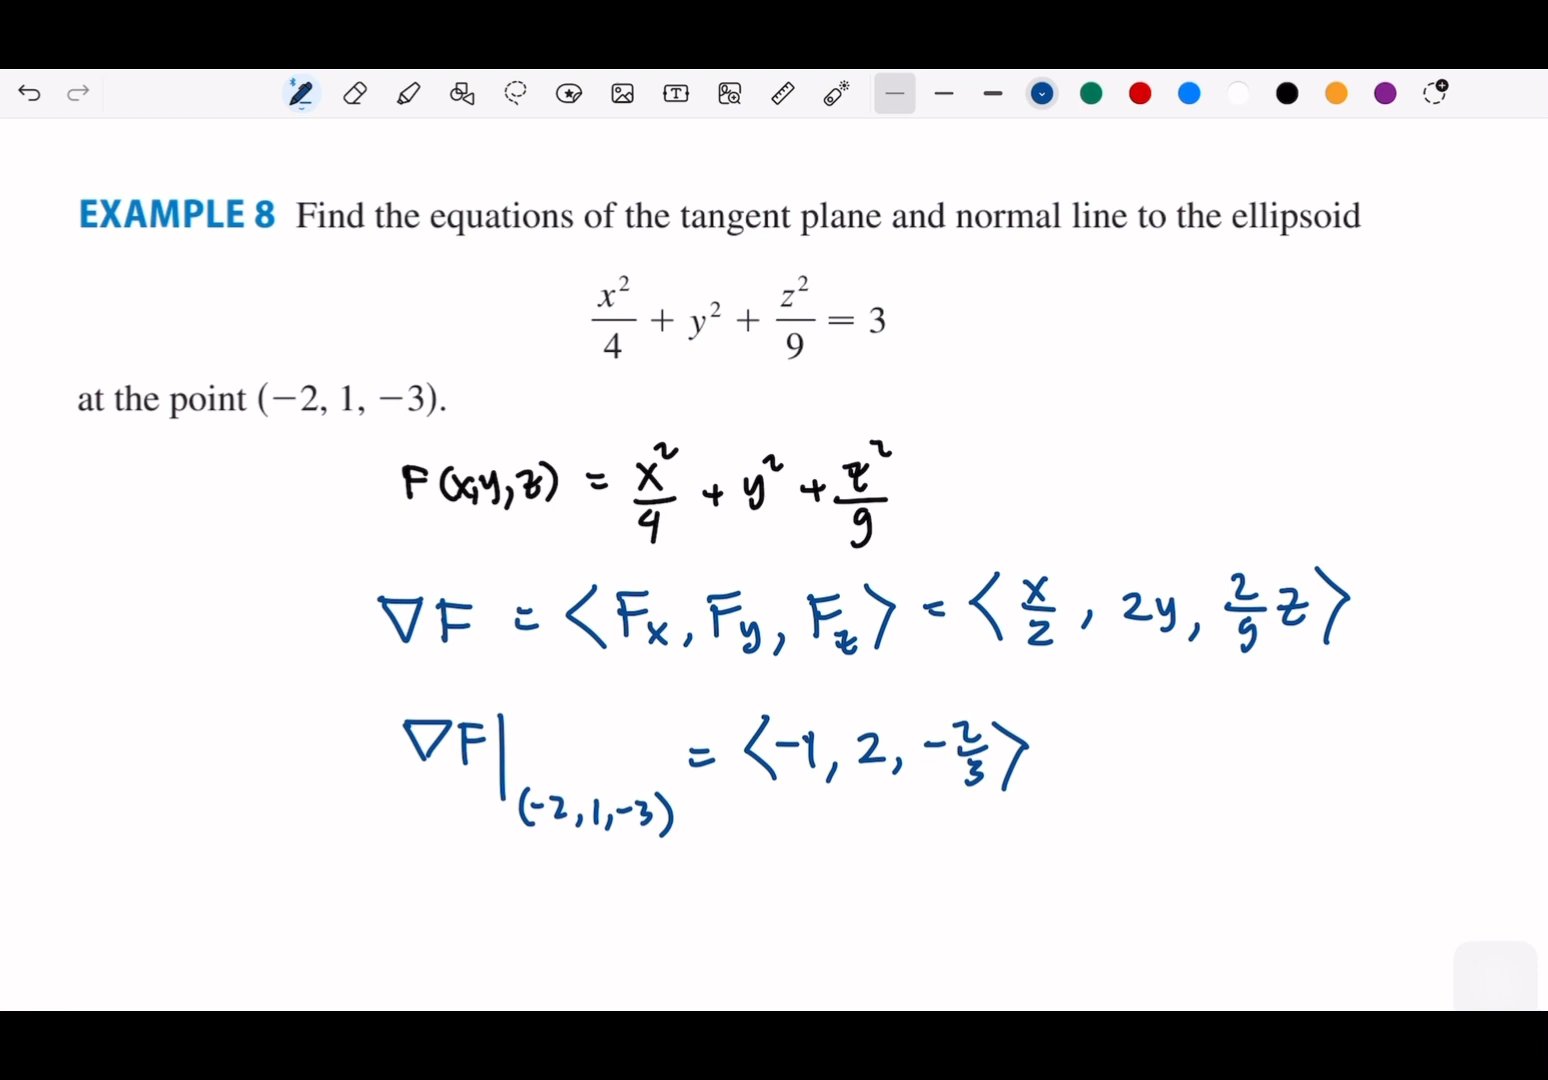 EXAMPLE 8 Find the equations of the tangent plane and normal line to the ellipsoid
x²/4 + y² + z²/9 = 3
at the point (−2, 1, −3).
F(x,y,z) = x²/4 + y² + z²/9
∇F = ⟨Fx, Fy, Fz⟩ = ⟨x/2, 2y, 2/9 z⟩
∇F|(-2,1,-3) = ⟨-1, 2, -2/3⟩